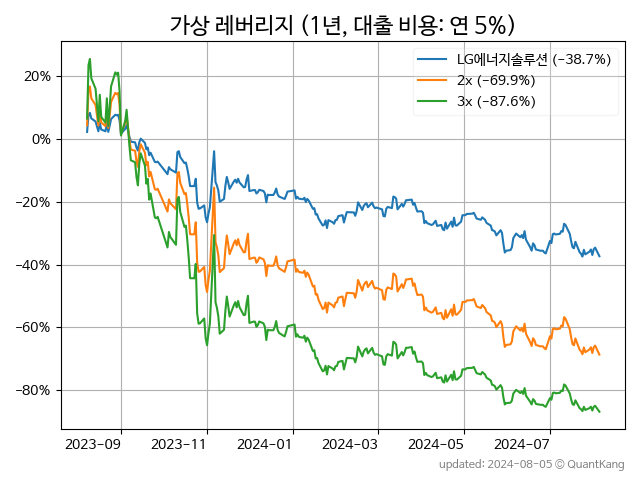 가상 레버리지 (1년, 대출 비용: 연 5%)
LG에너지솔루션 (−38.7%)
2x (−69.9%)
3x (−87.6%)
20%
0%
−20%
−40%
−60%
−80%
2023-09 2023-11 2024-01 2024-03 2024-05 2024-07
updated: 2024-08-05 © QuantKang